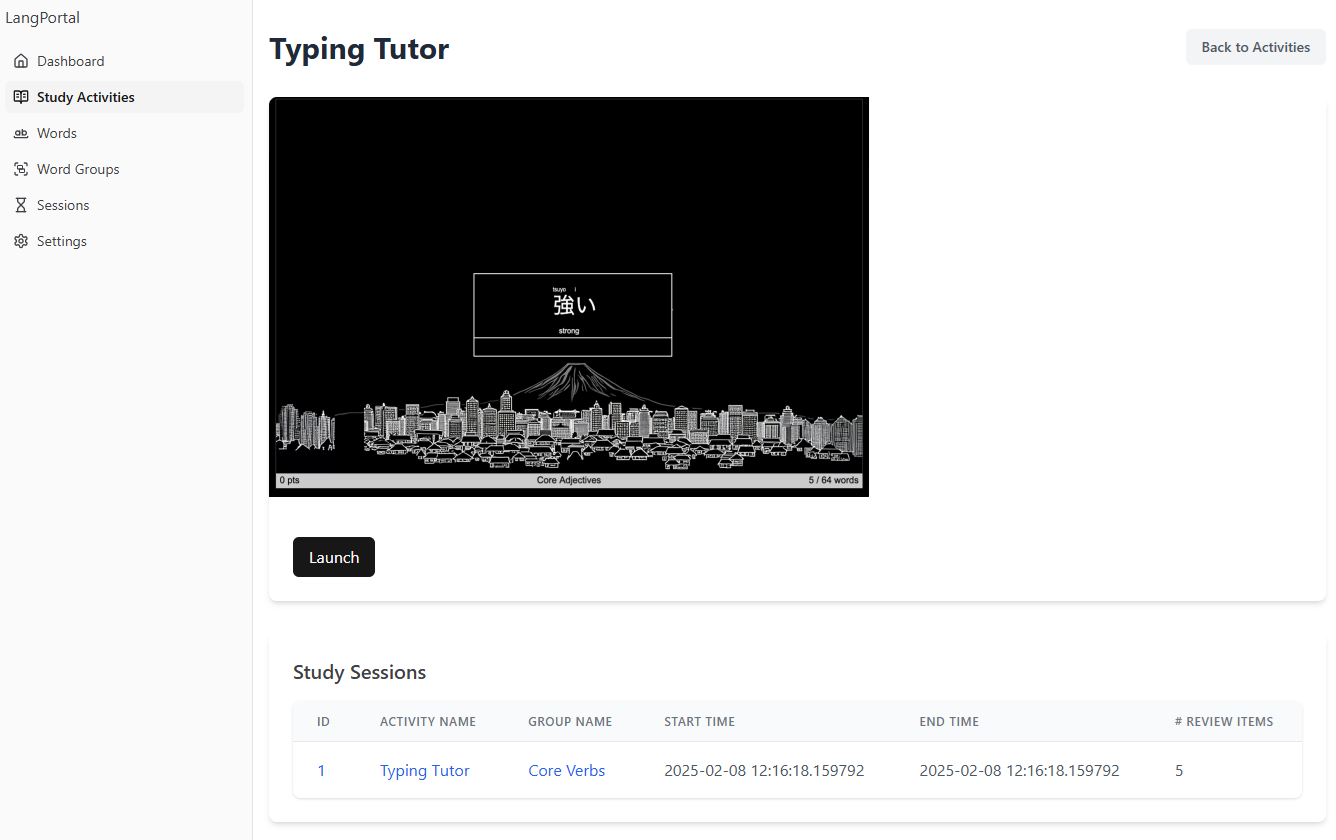 LangPortal
Dashboard
Study Activities
Words
Word Groups
Sessions
Settings
Typing Tutor
Back to Activities
tsuyo i
強い
strong
0 pts Core Adjectives 5 / 64 words
Launch
Study Sessions
ID ACTIVITY NAME GROUP NAME START TIME END TIME # REVIEW ITEMS
1 Typing Tutor Core Verbs 2025-02-08 12:16:18.159792 2025-02-08 12:16:18.159792 5